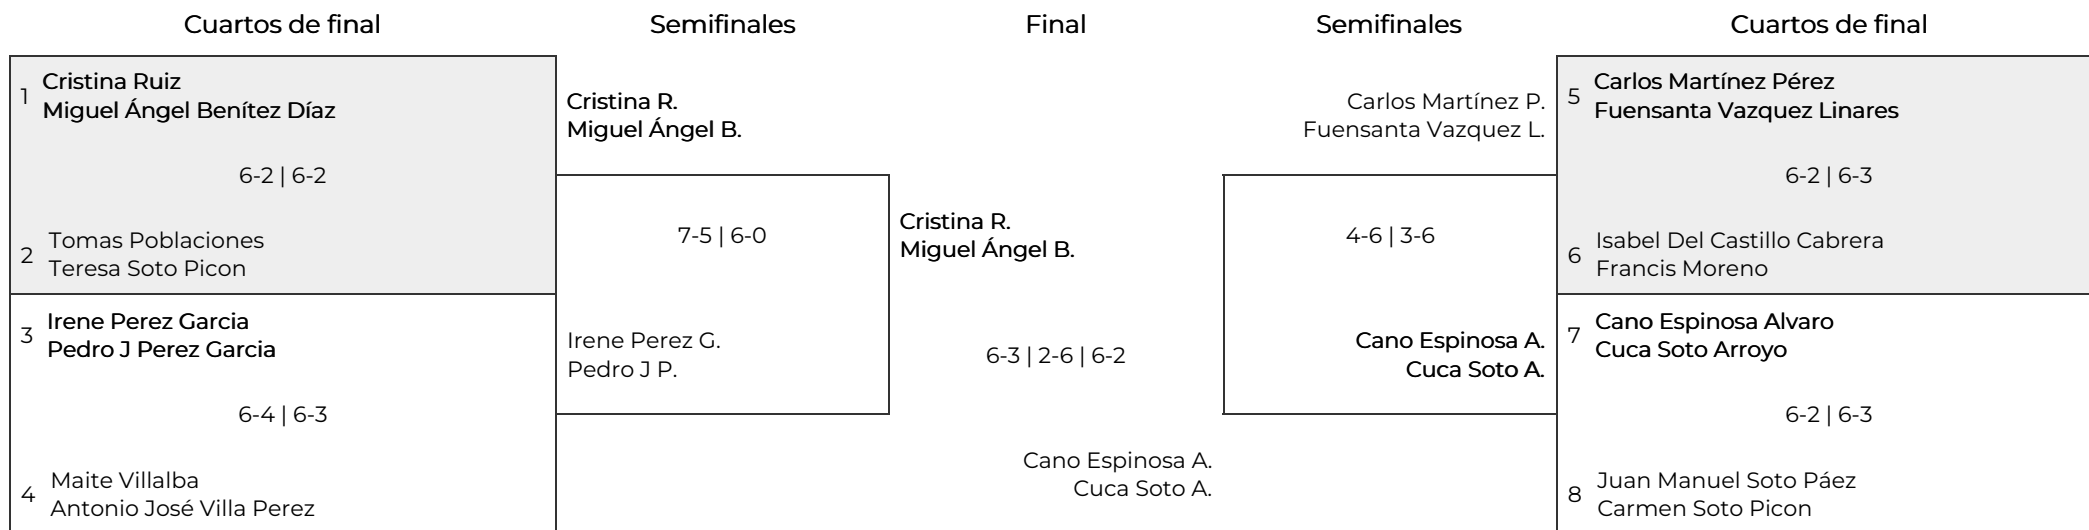 Cuartos de final
Semifinales
Final
Semifinales
Cuartos de final
1
Cristina Ruiz
Miguel Ángel Benítez Díaz
6-2 | 6-2
2
Tomas Poblaciones
Teresa Soto Picon
3
Irene Perez Garcia
Pedro J Perez Garcia
6-4 | 6-3
4
Maite Villalba
Antonio José Villa Perez
Cristina R.
Miguel Ángel B.
7-5 | 6-0
Irene Perez G.
Pedro J P.
Cristina R.
Miguel Ángel B.
6-3 | 2-6 | 6-2
Cano Espinosa A.
Cuca Soto A.
Carlos Martínez P.
Fuensanta Vazquez L.
4-6 | 3-6
Cano Espinosa A.
Cuca Soto A.
5
Carlos Martínez Pérez
Fuensanta Vazquez Linares
6-2 | 6-3
6
Isabel Del Castillo Cabrera
Francis Moreno
7
Cano Espinosa Alvaro
Cuca Soto Arroyo
6-2 | 6-3
8
Juan Manuel Soto Páez
Carmen Soto Picon